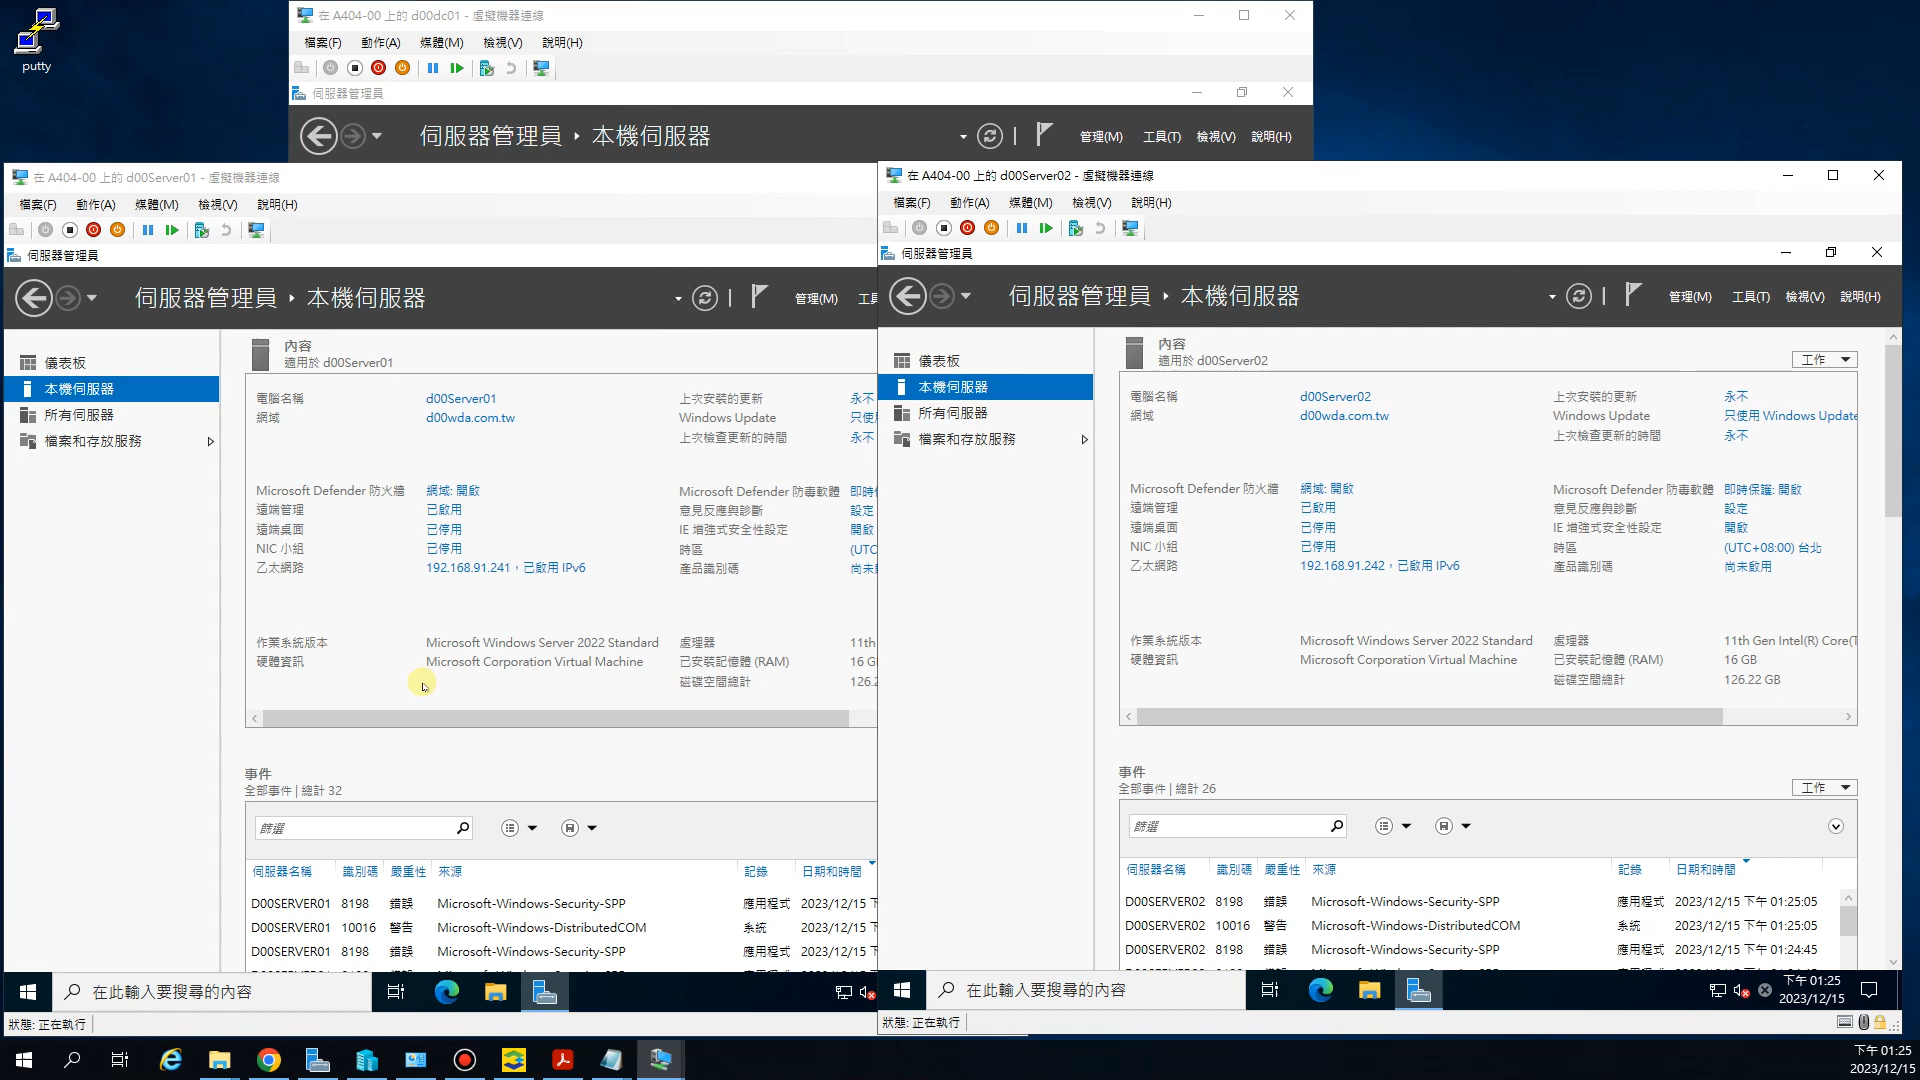 putty
在 A404-00 上的 d00dc01 - 虛擬機器連線
檔案(F) 動作(A) 媒體(M) 檢視(V) 說明(H)
伺服器管理員
伺服器管理員 ‣ 本機伺服器
管理(M) 工具(T) 檢視(V) 說明(H)
在 A404-00 上的 d00Server01 - 虛擬機器連線
檔案(F) 動作(A) 媒體(M) 檢視(V) 說明(H)
伺服器管理員
伺服器管理員 ‣ 本機伺服器
管理(M) 工具
儀表板
本機伺服器
所有伺服器
檔案和存放服務
內容
適用於 d00Server01
電腦名稱 d00Server01 上次安裝的更新 永不
網域 d00wda.com.tw Windows Update 只使
上次檢查更新的時間 永不
Microsoft Defender 防火牆 網域: 開啟 Microsoft Defender 防毒軟體 即時
遠端管理 已啟用 意見反應與診斷 設定
遠端桌面 已停用 IE 增強式安全性設定 開啟
NIC 小組 已停用 時區 (UTC
乙太網路 192.168.91.241，已啟用 IPv6 產品識別碼 尚未
作業系統版本 Microsoft Windows Server 2022 Standard 處理器 11th
硬體資訊 Microsoft Corporation Virtual Machine 已安裝記憶體 (RAM) 16 G
磁碟空間總計 126.2
事件
全部事件 | 總計 32
篩選
伺服器名稱 識別碼 嚴重性 來源 記錄 日期和時間
D00SERVER01 8198 錯誤 Microsoft-Windows-Security-SPP 應用程式 2023/12/15 下
D00SERVER01 10016 警告 Microsoft-Windows-DistributedCOM 系統 2023/12/15 下
D00SERVER01 8198 錯誤 Microsoft-Windows-Security-SPP 應用程式 2023/12/15 下
在此輸入要搜尋的內容
狀態: 正在執行
在 A404-00 上的 d00Server02 - 虛擬機器連線
檔案(F) 動作(A) 媒體(M) 檢視(V) 說明(H)
伺服器管理員
伺服器管理員 ‣ 本機伺服器
管理(M) 工具(T) 檢視(V) 說明(H)
儀表板
本機伺服器
所有伺服器
檔案和存放服務
內容
適用於 d00Server02
工作
電腦名稱 d00Server02 上次安裝的更新 永不
網域 d00wda.com.tw Windows Update 只使用 Windows Update
上次檢查更新的時間 永不
Microsoft Defender 防火牆 網域: 開啟 Microsoft Defender 防毒軟體 即時保護: 開啟
遠端管理 已啟用 意見反應與診斷 設定
遠端桌面 已停用 IE 增強式安全性設定 開啟
NIC 小組 已停用 時區 (UTC+08:00) 台北
乙太網路 192.168.91.242，已啟用 IPv6 產品識別碼 尚未啟用
作業系統版本 Microsoft Windows Server 2022 Standard 處理器 11th Gen Intel(R) Core(T
硬體資訊 Microsoft Corporation Virtual Machine 已安裝記憶體 (RAM) 16 GB
磁碟空間總計 126.22 GB
事件
全部事件 | 總計 26
工作
篩選
伺服器名稱 識別碼 嚴重性 來源 記錄 日期和時間
D00SERVER02 8198 錯誤 Microsoft-Windows-Security-SPP 應用程式 2023/12/15 下午 01:25:05
D00SERVER02 10016 警告 Microsoft-Windows-DistributedCOM 系統 2023/12/15 下午 01:25:05
D00SERVER02 8198 錯誤 Microsoft-Windows-Security-SPP 應用程式 2023/12/15 下午 01:24:45
在此輸入要搜尋的內容
下午 01:25
2023/12/15
狀態: 正在執行
下午 01:25
2023/12/15